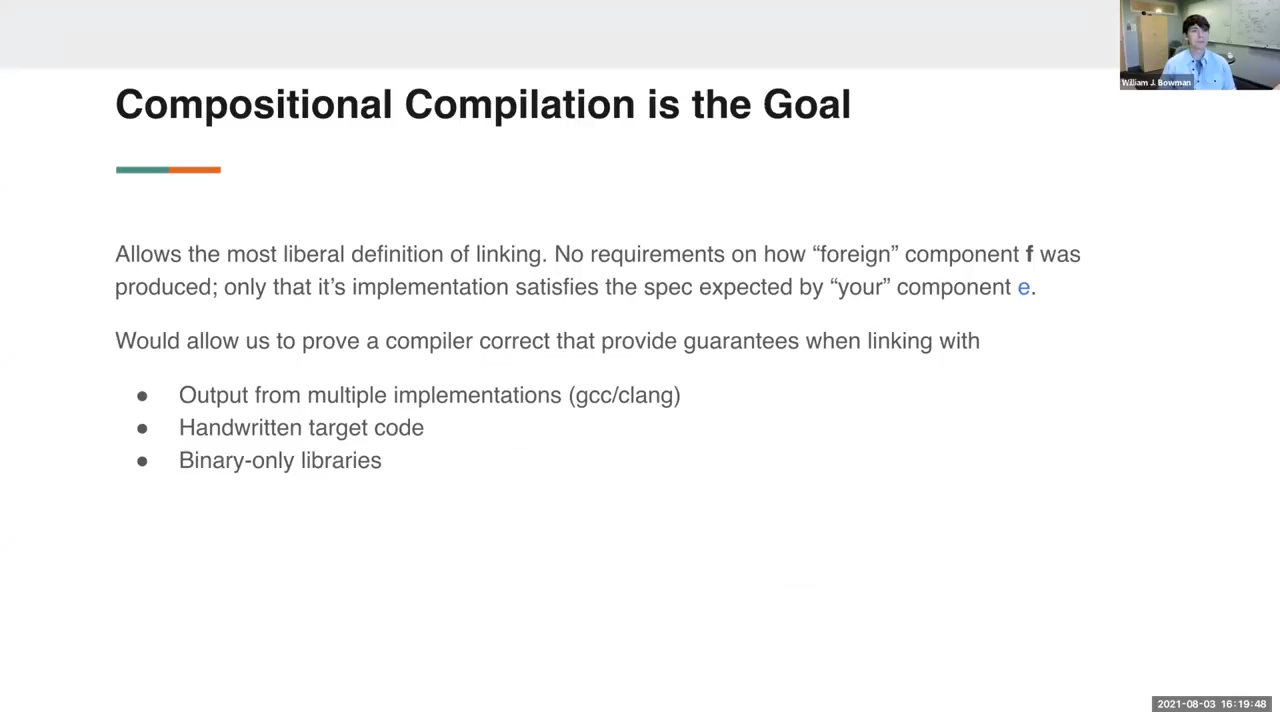 William J. Bowman
Compositional Compilation is the Goal
Allows the most liberal definition of linking. No requirements on how “foreign” component f was
produced; only that it’s implementation satisfies the spec expected by “your” component e.
Would allow us to prove a compiler correct that provide guarantees when linking with
● Output from multiple implementations (gcc/clang)
● Handwritten target code
● Binary-only libraries
2021-08-03 16:19:48